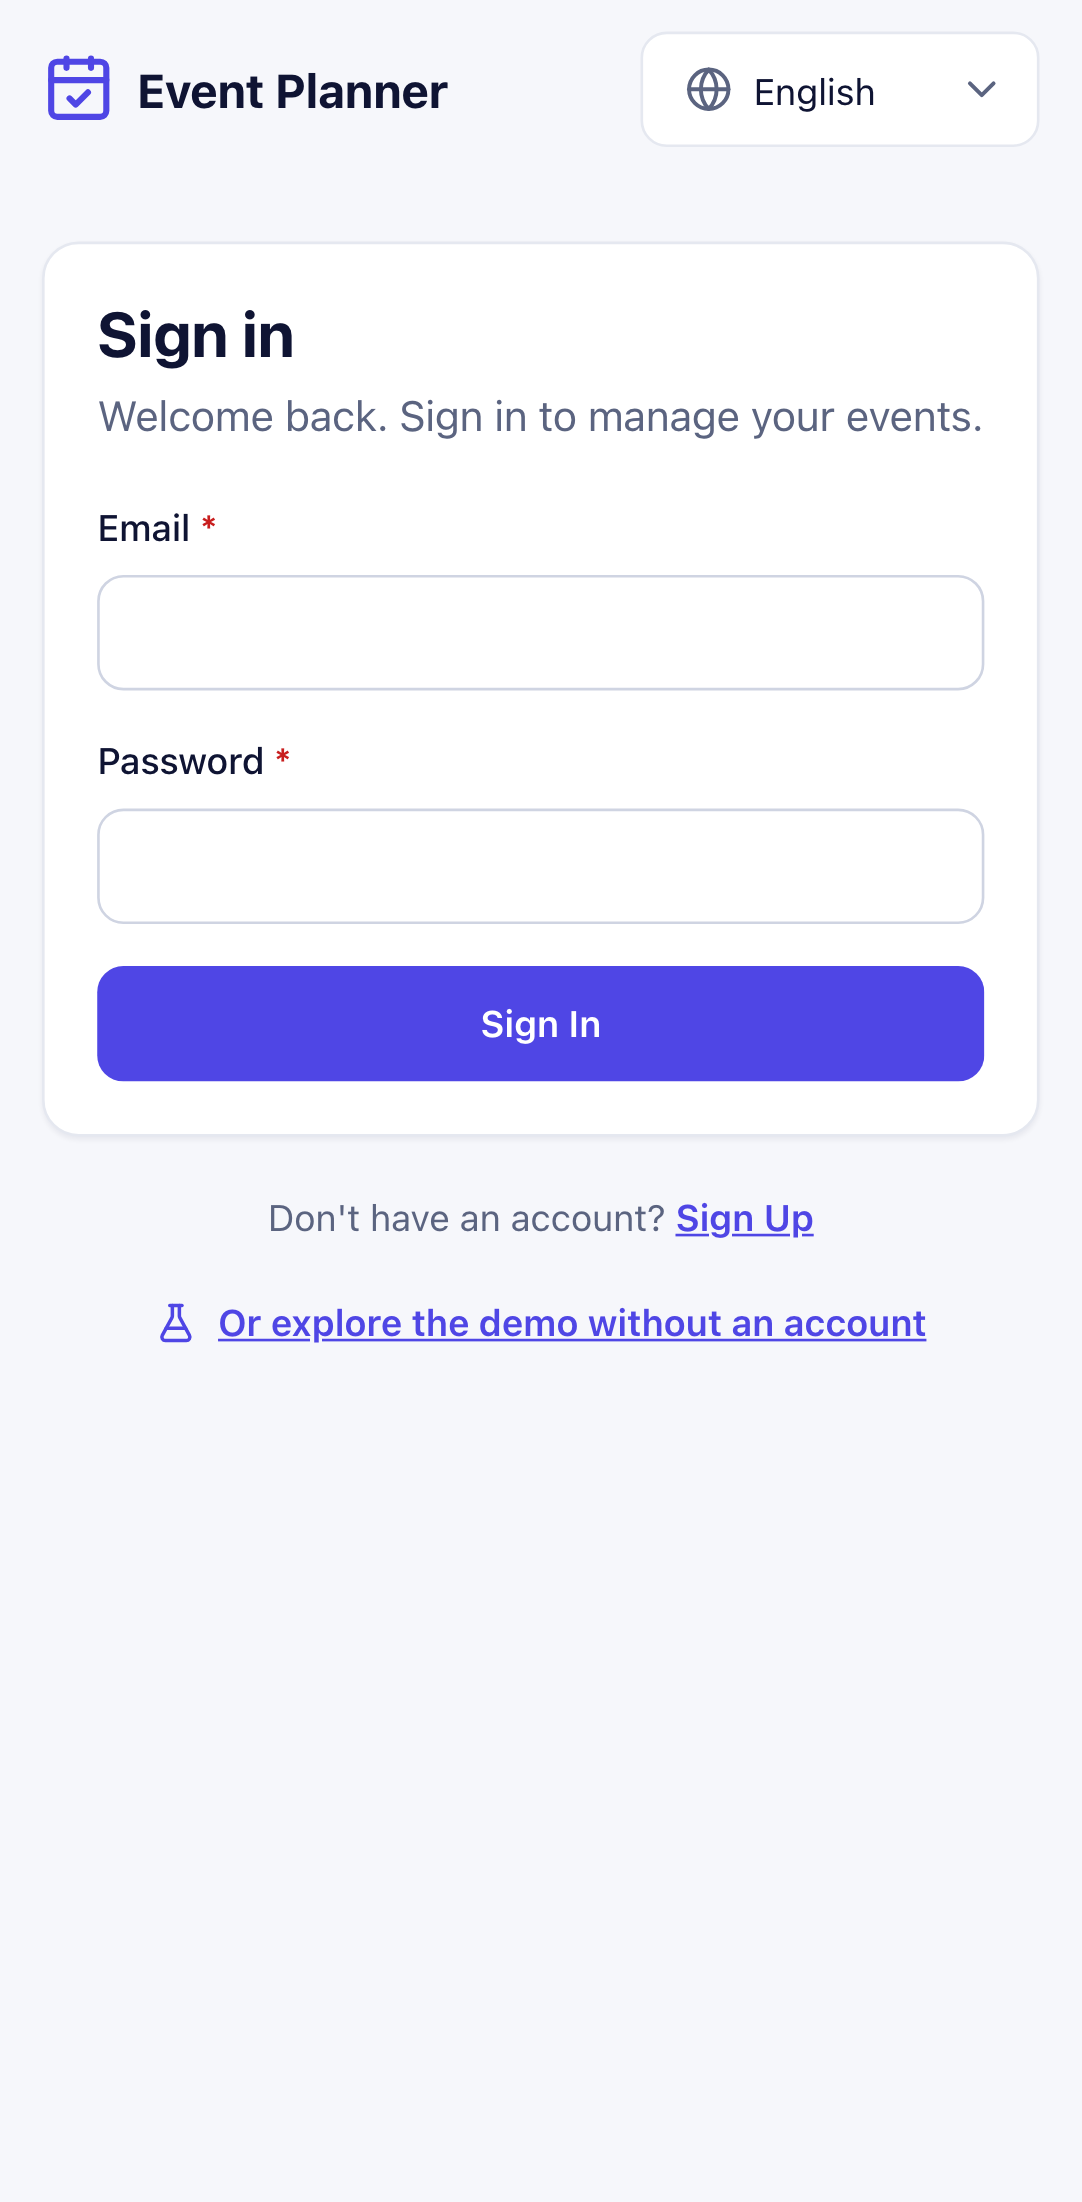 Event Planner
English
Sign in
Welcome back. Sign in to manage your events.
Email *
Password *
Sign In
Don't have an account? Sign Up
Or explore the demo without an account